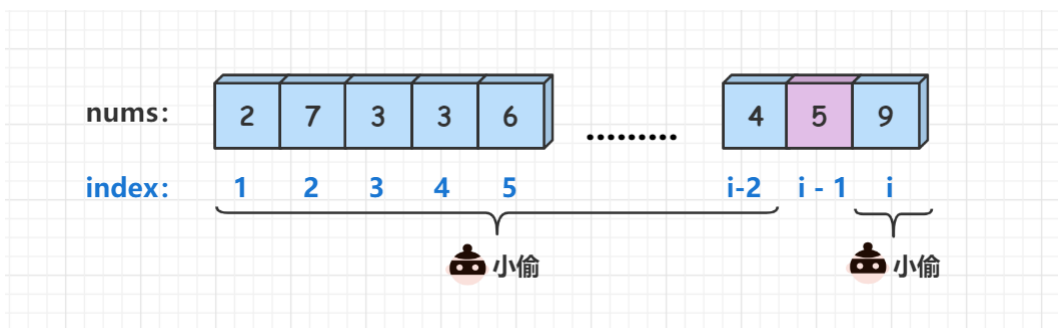 nums: 2 7 3 3 6 ......... 4 5 9
index: 1 2 3 4 5 i-2 i - 1 i
小偷 小偷